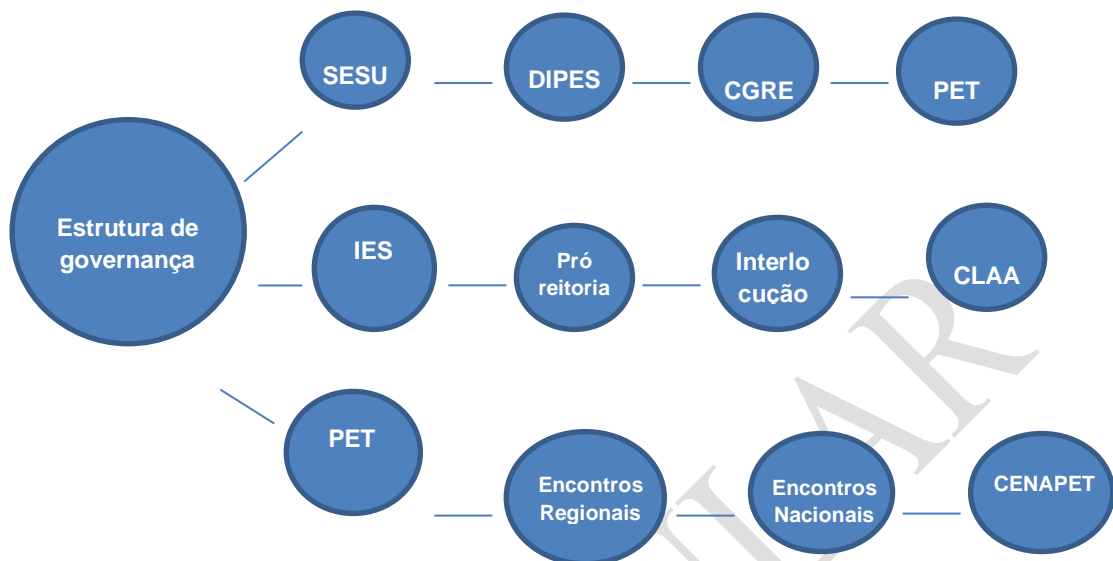 SESU
DIPES
CGRE
PET
Estrutura de
governança
IES
Pró
reitoria
Interlo
cução
CLAA
PET
Encontros
Regionais
Encontros
Nacionais
CENAPET